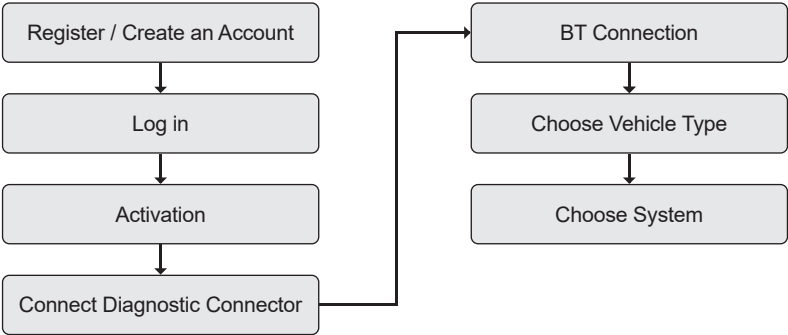 Register / Create an Account
Log in
Activation
Connect Diagnostic Connector
BT Connection
Choose Vehicle Type
Choose System